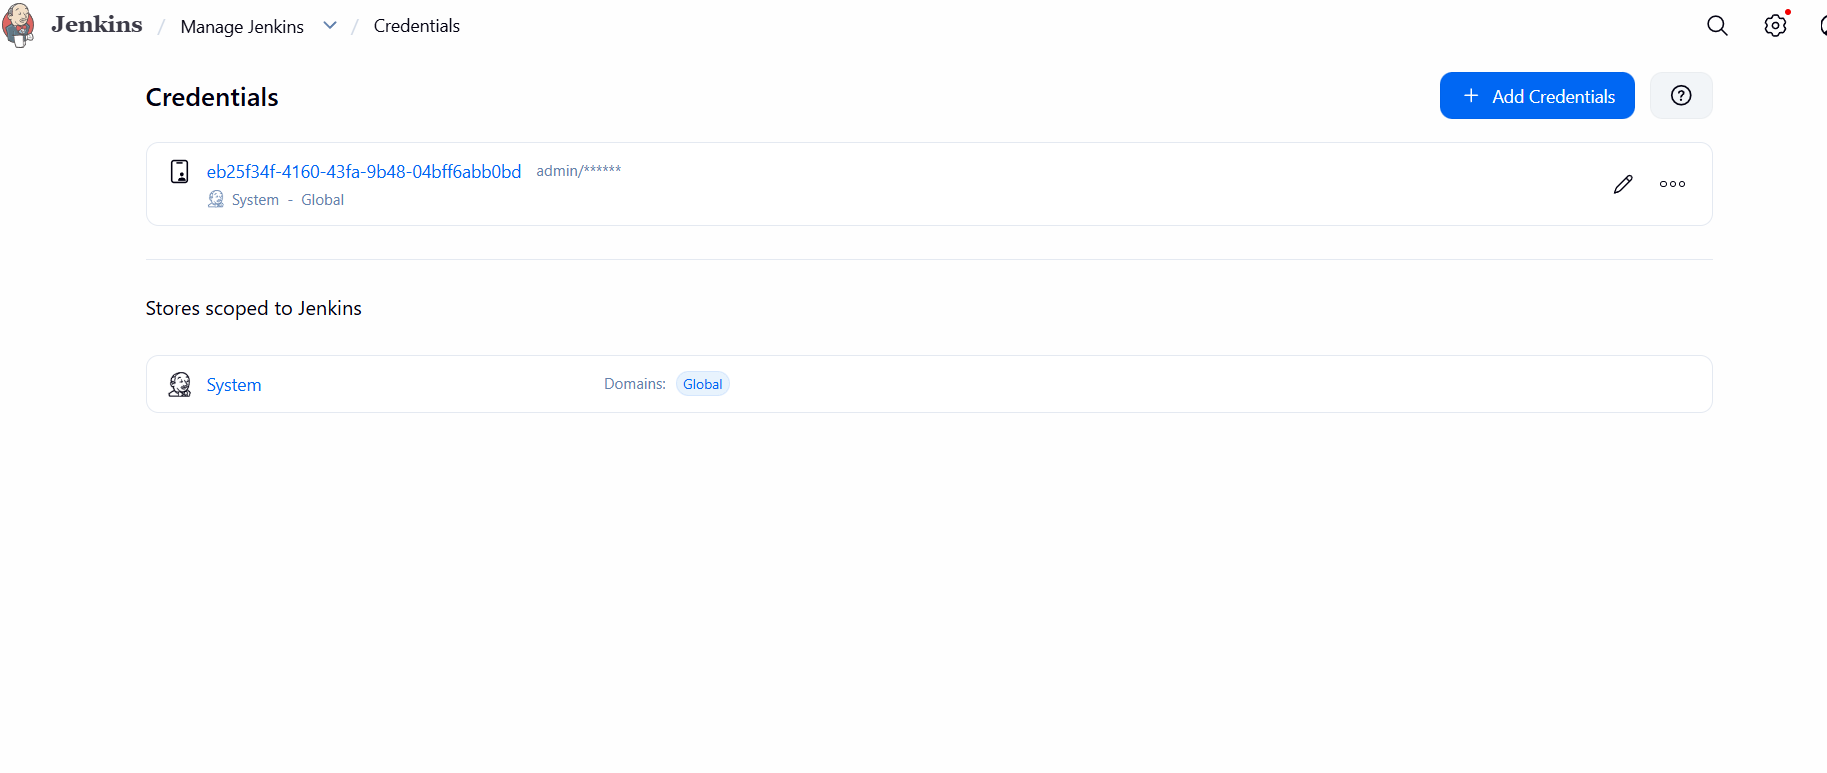 Jenkins / Manage Jenkins / Credentials
Credentials
+ Add Credentials
eb25f34f-4160-43fa-9b48-04bff6abb0bd admin/******
System - Global
Stores scoped to Jenkins
System Domains: Global